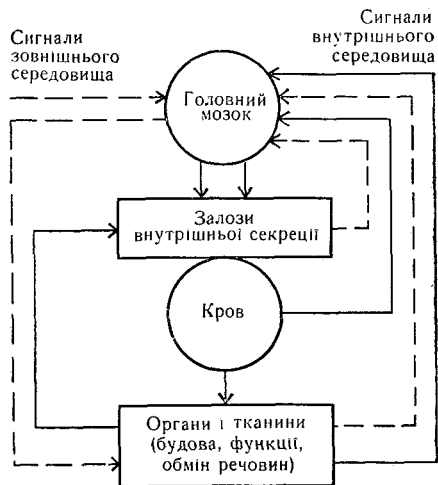 Сигнали
зовнішнього
середовища
Сигнали
внутрішнього
середовища
Головний
мозок
Залози
внутрішньої секреції
Кров
Органи і тканини
(будова, функції,
обмін речовин)